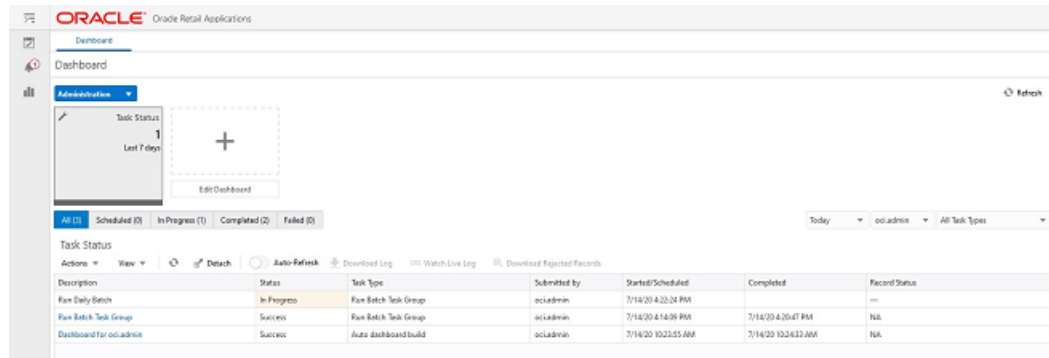 ORACLE Oracle Retail Applications
Dashboard
1
Dashboard
Administration
Refresh
Task Status
1
Last 7 days
Edit Dashboard
All (3) Scheduled (0) In Progress (1) Completed (2) Failed (0) Today oci.admin All Task Types
Task Status
Actions View Detach Auto-Refresh Download Log Watch Live Log Download Rejected Records
Description Status Task Type Submitted by Started/Scheduled Completed Record Status
Run Daily Batch In Progress Run Batch Task Group oci.admin 7/14/20 4:22:24 PM —
Run Batch Task Group Success Run Batch Task Group oci.admin 7/14/20 4:14:09 PM 7/14/20 4:20:47 PM NA
Dashboard for oci.admin Success Auto dashboard build oci.admin 7/14/20 10:23:55 AM 7/14/20 10:24:33 AM NA